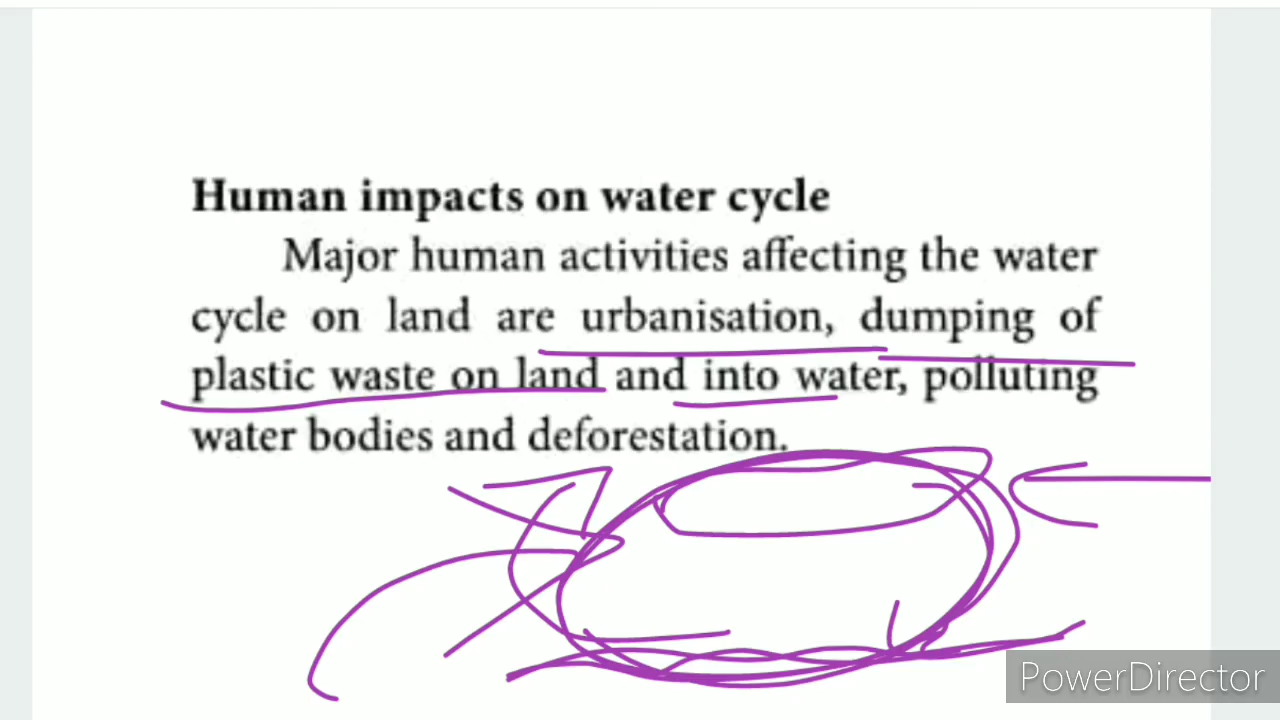 Human impacts on water cycle
Major human activities affecting the water
cycle on land are urbanisation, dumping of
plastic waste on land and into water, polluting
water bodies and deforestation.
PowerDirector